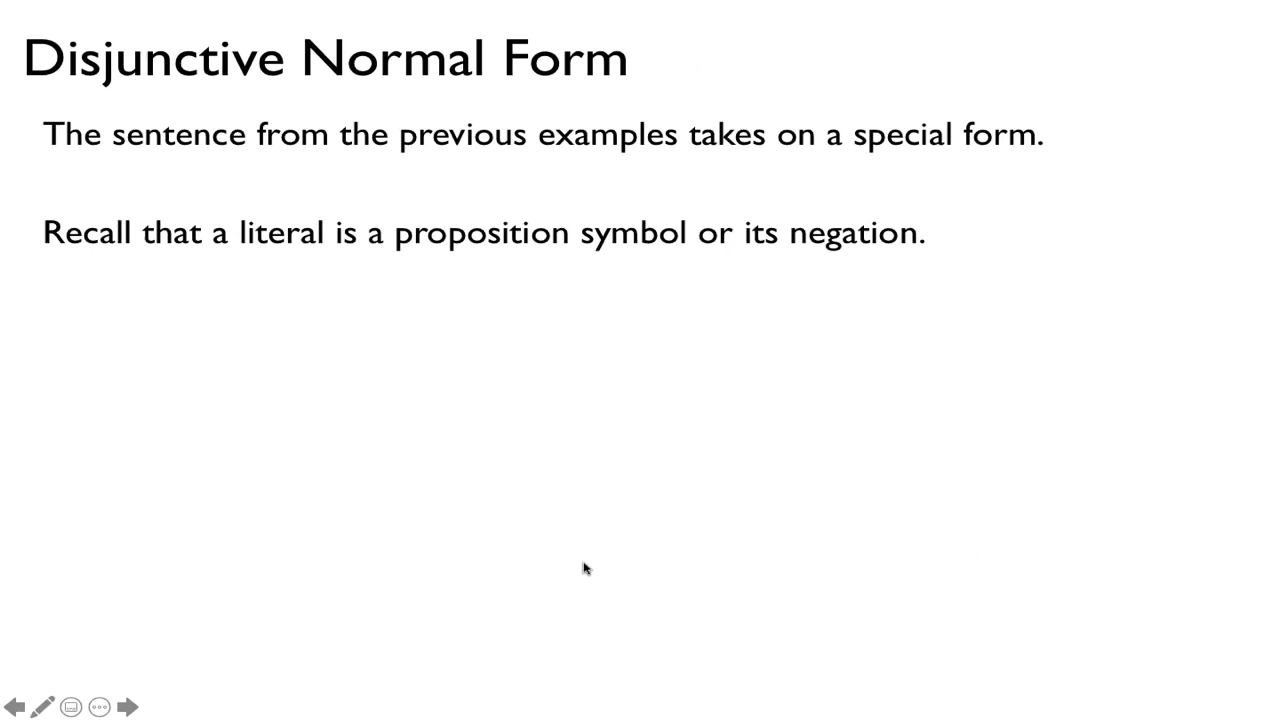 Disjunctive Normal Form
The sentence from the previous examples takes on a special form.
Recall that a literal is a proposition symbol or its negation.